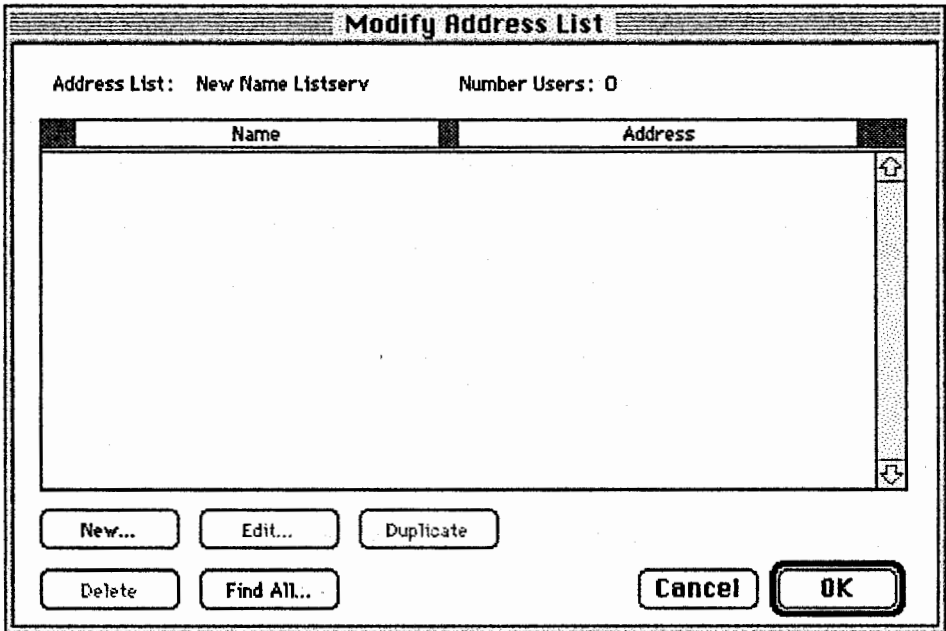 Modify Address List
Address List: New Name Listserv Number Users: 0
Name Address
New... Edit... Duplicate
Delete Find All... Cancel OK